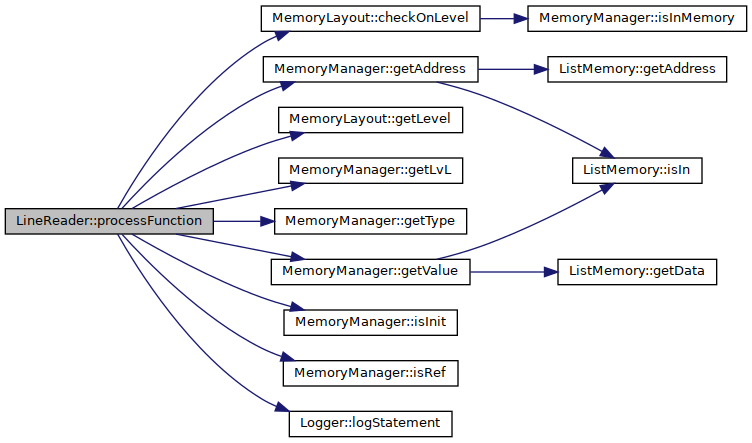 MemoryLayout::checkOnLevel
MemoryManager::isInMemory
MemoryManager::getAddress
ListMemory::getAddress
MemoryLayout::getLevel
MemoryManager::getLvL
ListMemory::isIn
LineReader::processFunction
MemoryManager::getType
MemoryManager::getValue
ListMemory::getData
MemoryManager::isInit
MemoryManager::isRef
Logger::logStatement